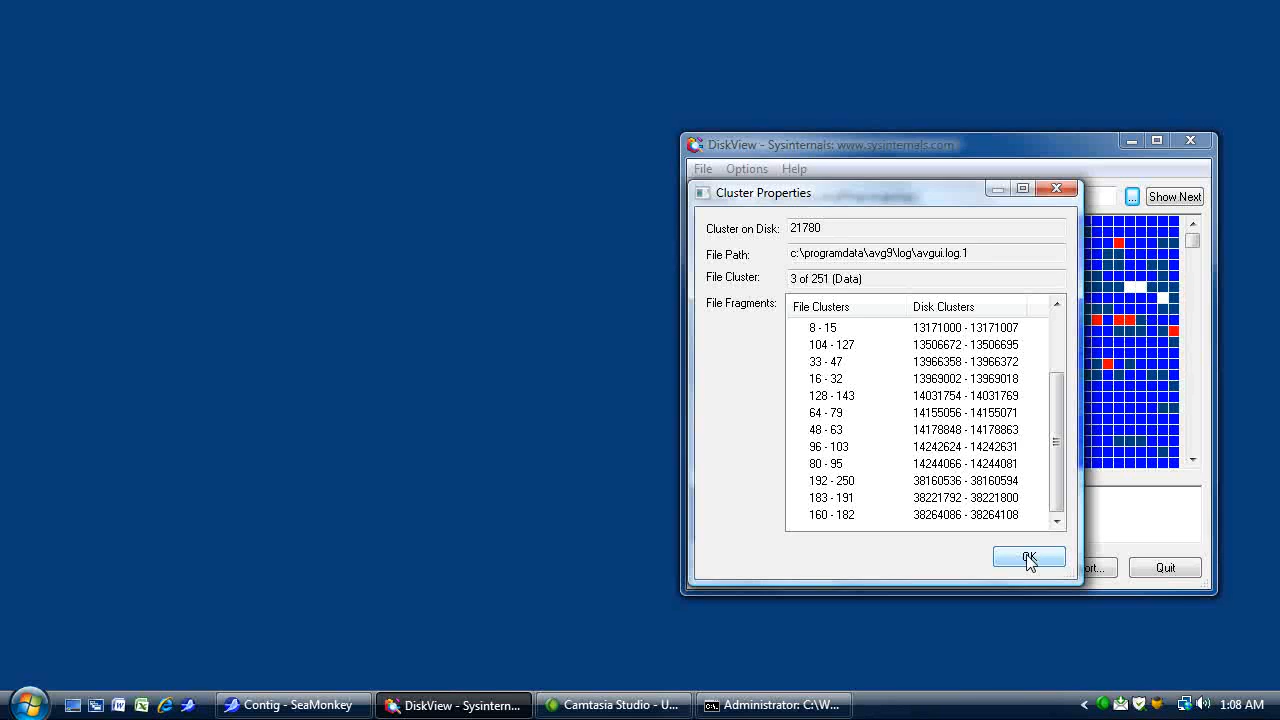 DiskView - Sysinternals: www.sysinternals.com
File Options Help
... Show Next
Cluster Properties
Cluster on Disk: 21780
File Path: c:\programdata\avg9\log\avgui.log.1
File Cluster: 3 of 251 (Data)
File Fragments:
File Clusters Disk Clusters
8 - 15 13171000 - 13171007
104 - 127 13506672 - 13506695
33 - 47 13966358 - 13966372
16 - 32 13969002 - 13969018
128 - 143 14031754 - 14031769
64 - 79 14155056 - 14155071
48 - 63 14178848 - 14178863
96 - 103 14242624 - 14242631
80 - 95 14244066 - 14244081
192 - 250 38160536 - 38160594
183 - 191 38221792 - 38221800
160 - 182 38264086 - 38264108
OK
ort... Quit
Contig - SeaMonkey DiskView - Sysintern... Camtasia Studio - U... Administrator: C:\W... 1:08 AM